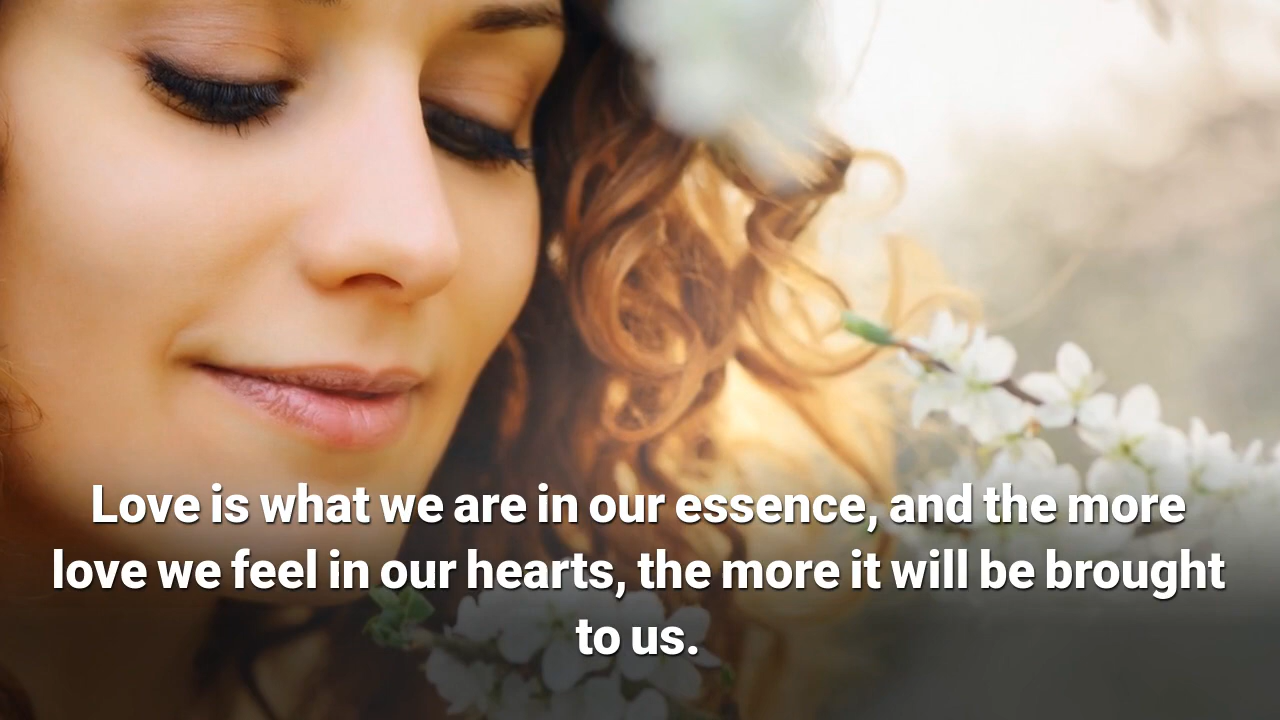 Love is what we are in our essence, and the more
love we feel in our hearts, the more it will be brought
to us.